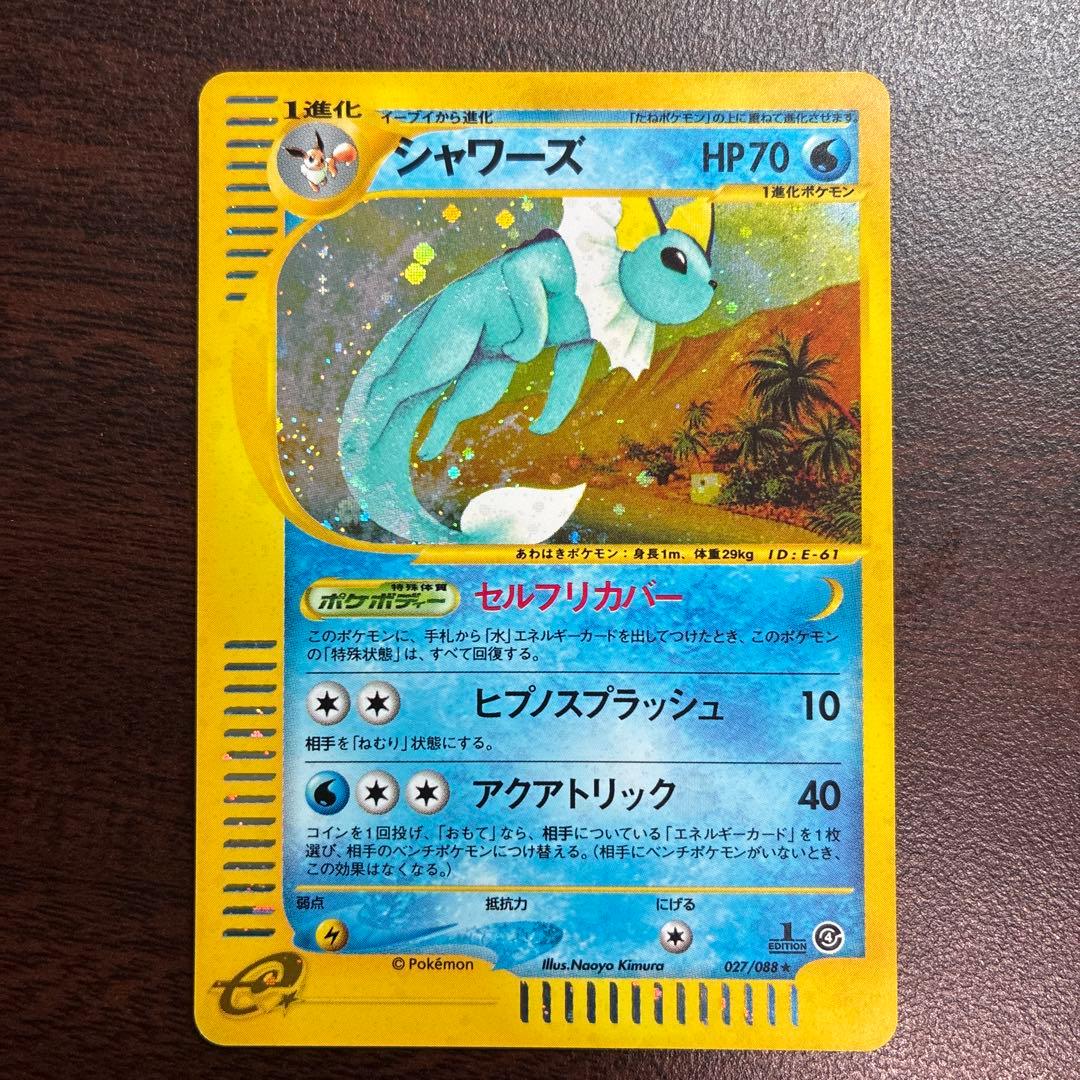 1進化
イーブイから進化
「たねポケモン」の上に重ねて進化させます。
シャワーズ
HP70
1進化ポケモン
あわはきポケモン：身長1m、体重29kg ID:E-61
特殊体質
ポケボディー
セルフリカバー
このポケモンに、手札から「水」エネルギーカードを出してつけたとき、このポケモン
の「特殊状態」は、すべて回復する。
ヒプノスプラッシュ 10
相手を「ねむり」状態にする。
アクアトリック 40
コインを1回投げ、「おもて」なら、相手についている「エネルギーカード」を1枚
選び、相手のベンチポケモンにつけ替える。（相手にベンチポケモンがいないとき、
この効果はなくなる。）
弱点 抵抗力 にげる
1
EDITION
4
e
©Pokémon Illus.Naoyo Kimura 027/088★